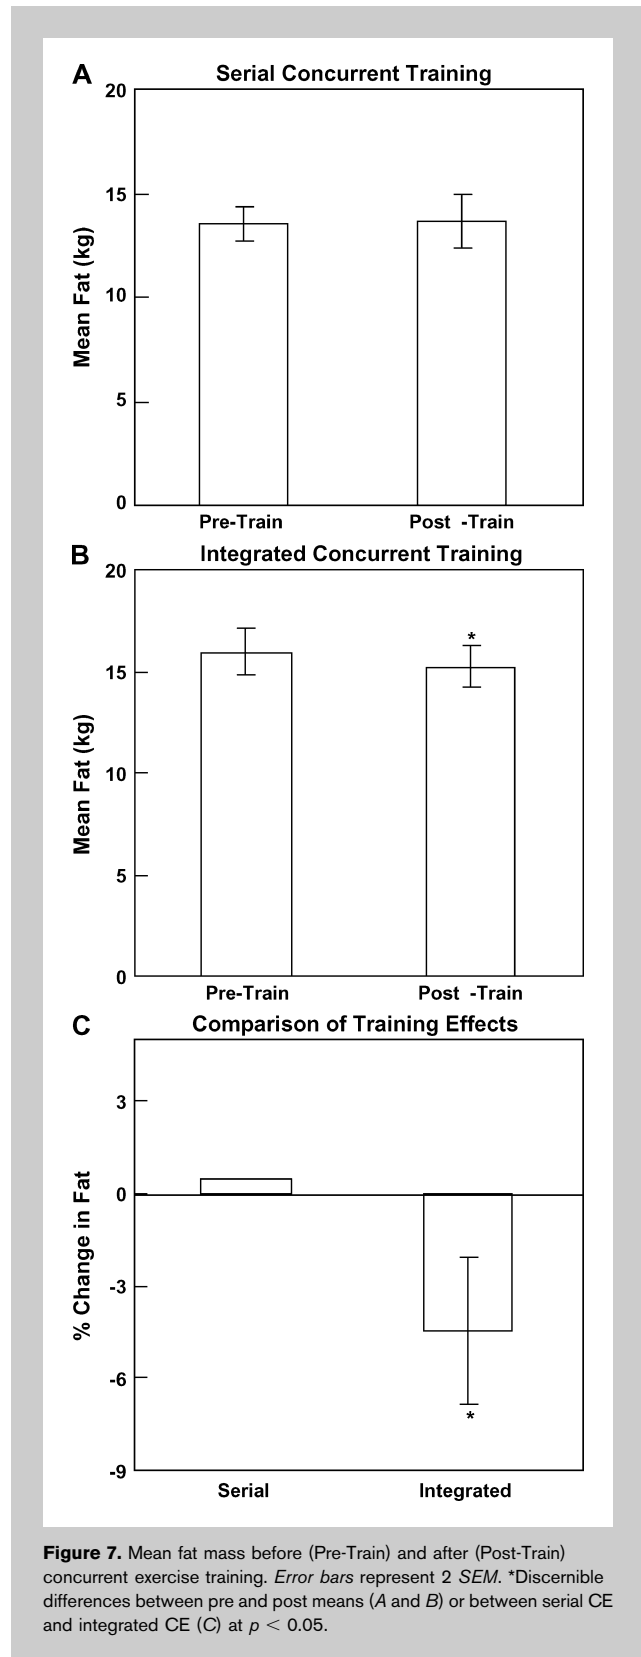 A Serial Concurrent Training
20
15
10
5
0
Mean Fat (kg)
Pre-Train Post -Train
B Integrated Concurrent Training
20
15
10
5
0
Mean Fat (kg)
*
Pre-Train Post -Train
C Comparison of Training Effects
3
0
-3
-6
-9
% Change in Fat
*
Serial Integrated
Figure 7. Mean fat mass before (Pre-Train) and after (Post-Train)
concurrent exercise training. Error bars represent 2 SEM. *Discernible
differences between pre and post means (A and B) or between serial CE
and integrated CE (C) at p < 0.05.